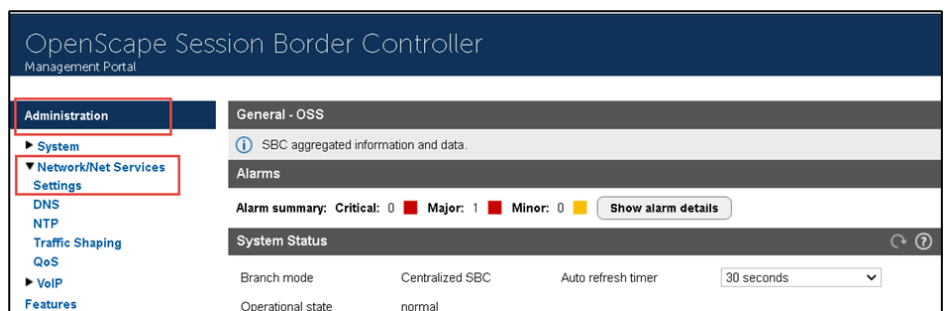 OpenScape Session Border Controller
Management Portal
Administration
System
Network/Net Services
Settings
DNS
NTP
Traffic Shaping
QoS
VoIP
Features
General - OSS
SBC aggregated information and data.
Alarms
Alarm summary: Critical: 0 Major: 1 Minor: 0 Show alarm details
System Status
Branch mode Centralized SBC Auto refresh timer 30 seconds
Operational state normal